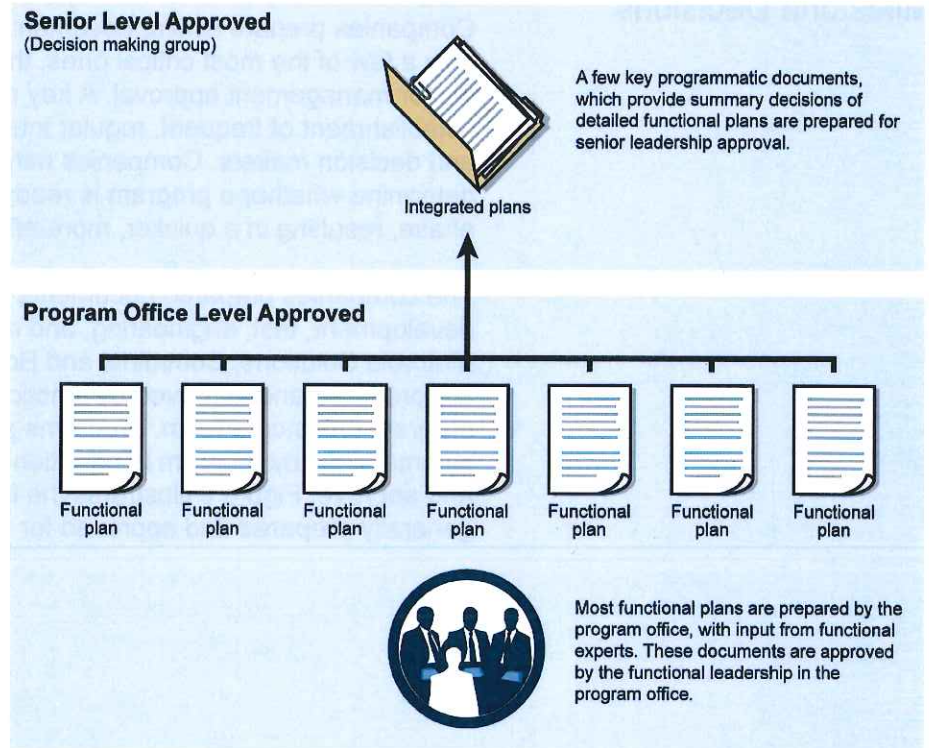 Senior Level Approved
(Decision making group)
A few key programmatic documents,
which provide summary decisions of
detailed functional plans are prepared for
senior leadership approval.
Integrated plans
Program Office Level Approved
Functional plan
Functional plan
Functional plan
Functional plan
Functional plan
Functional plan
Functional plan
Most functional plans are prepared by the
program office, with input from functional
experts. These documents are approved
by the functional leadership in the
program office.